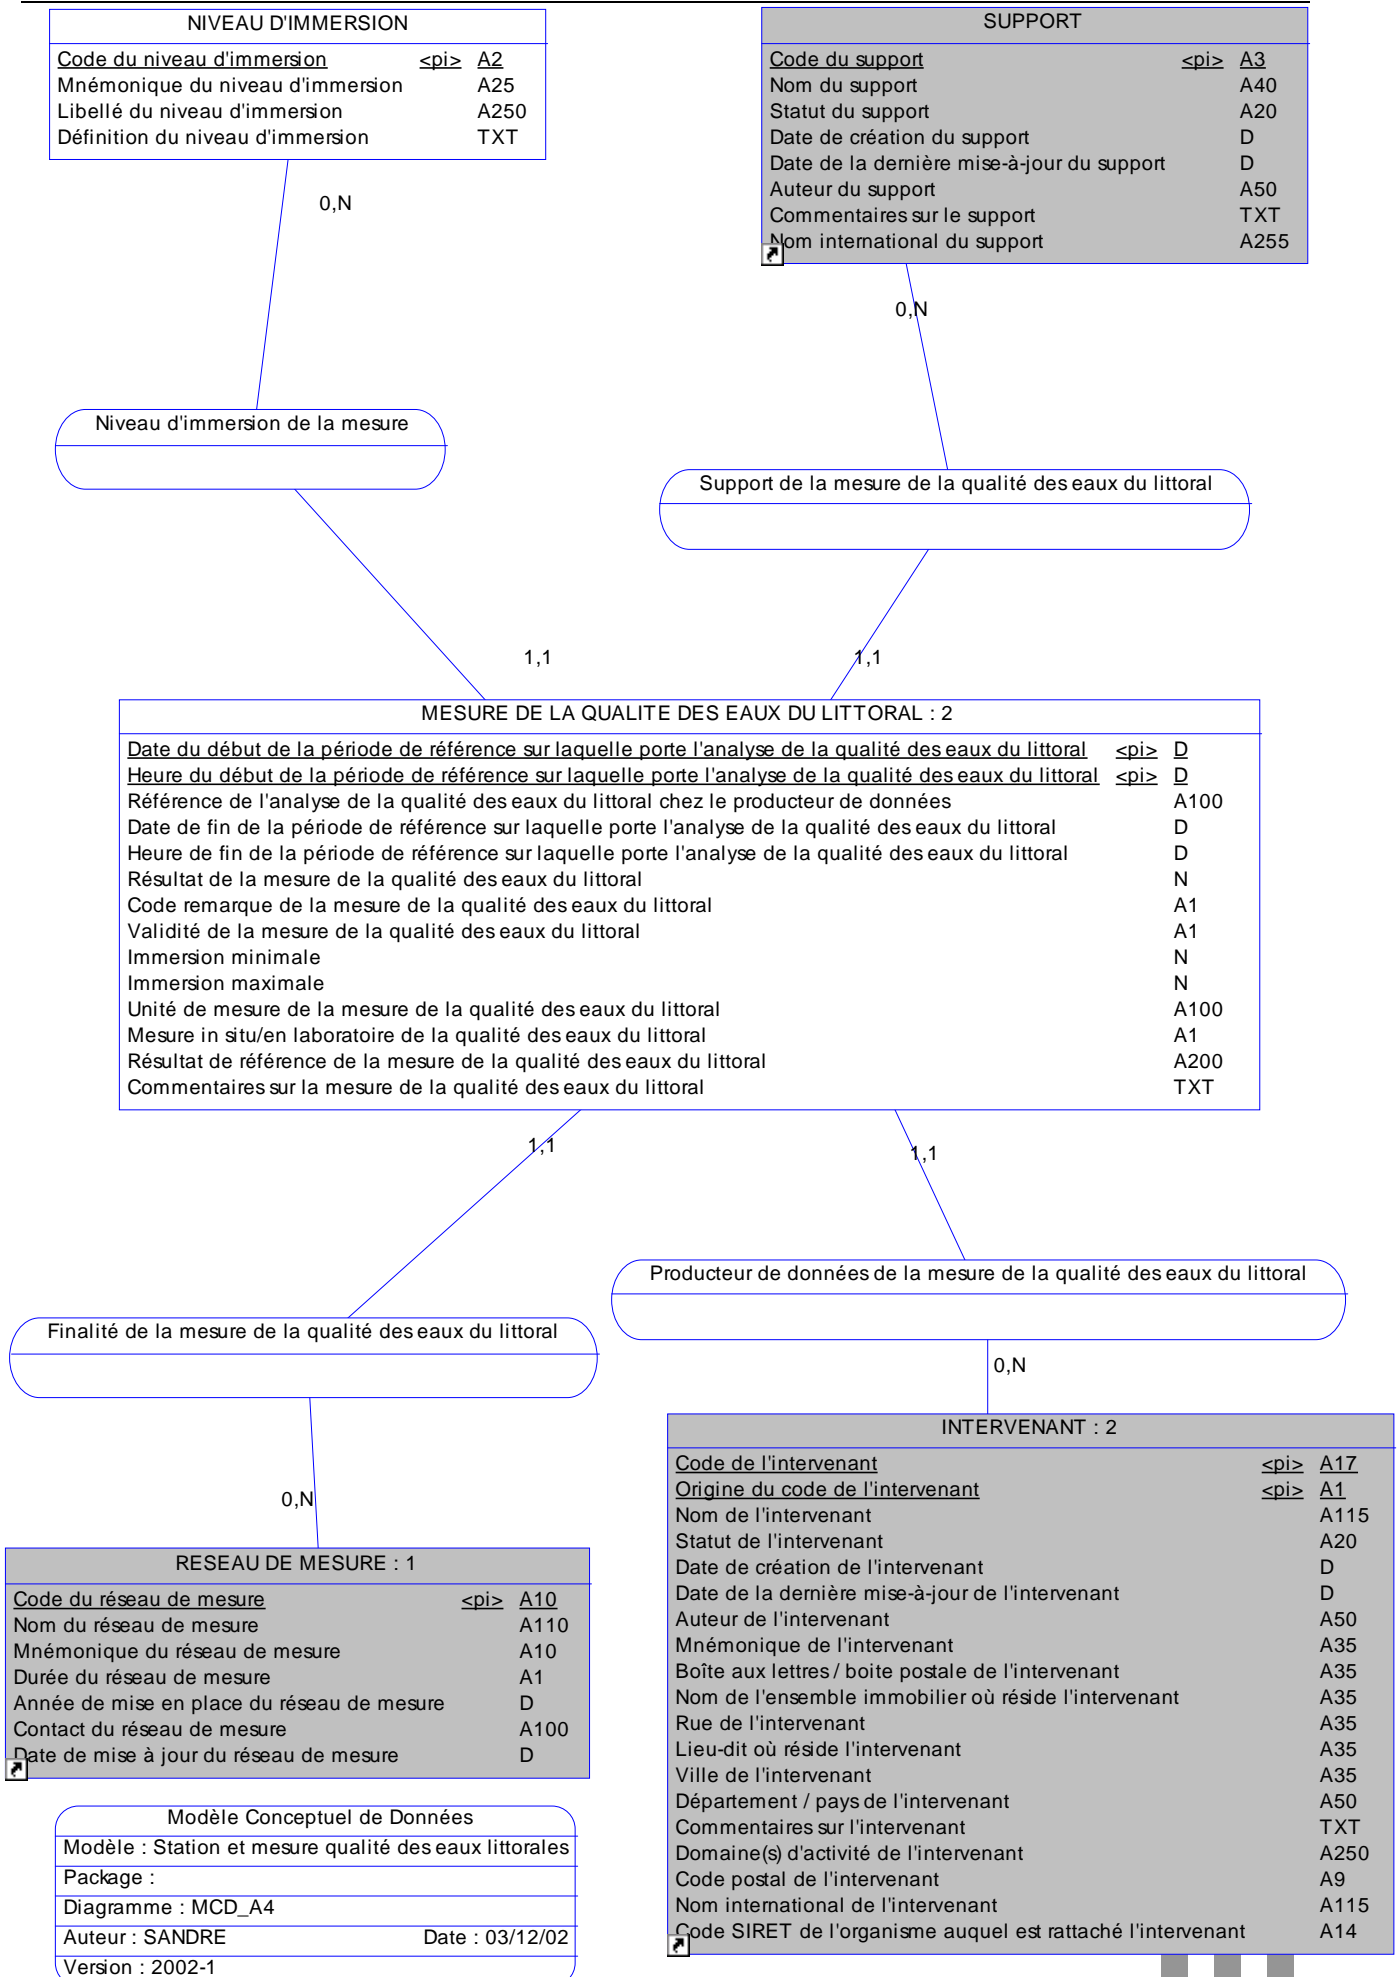 NIVEAU D'IMMERSION
Code du niveau d'immersion <pi> A2
Mnémonique du niveau d'immersion A25
Libellé du niveau d'immersion A250
Définition du niveau d'immersion TXT
SUPPORT
Code du support <pi> A3
Nom du support A40
Statut du support A20
Date de création du support D
Date de la dernière mise-à-jour du support D
Auteur du support A50
Commentaires sur le support TXT
Nom international du support A255
0,N
0,N
Niveau d'immersion de la mesure
Support de la mesure de la qualité des eaux du littoral
1,1
1,1
MESURE DE LA QUALITE DES EAUX DU LITTORAL : 2
Date du début de la période de référence sur laquelle porte l'analyse de la qualité des eaux du littoral <pi> D
Heure du début de la période de référence sur laquelle porte l'analyse de la qualité des eaux du littoral <pi> D
Référence de l'analyse de la qualité des eaux du littoral chez le producteur de données A100
Date de fin de la période de référence sur laquelle porte l'analyse de la qualité des eaux du littoral D
Heure de fin de la période de référence sur laquelle porte l'analyse de la qualité des eaux du littoral D
Résultat de la mesure de la qualité des eaux du littoral N
Code remarque de la mesure de la qualité des eaux du littoral A1
Validité de la mesure de la qualité des eaux du littoral A1
Immersion minimale N
Immersion maximale N
Unité de mesure de la mesure de la qualité des eaux du littoral A100
Mesure in situ/en laboratoire de la qualité des eaux du littoral A1
Résultat de référence de la mesure de la qualité des eaux du littoral A200
Commentaires sur la mesure de la qualité des eaux du littoral TXT
1,1
1,1
Producteur de données de la mesure de la qualité des eaux du littoral
Finalité de la mesure de la qualité des eaux du littoral
0,N
0,N
RESEAU DE MESURE : 1
Code du réseau de mesure <pi> A10
Nom du réseau de mesure A110
Mnémonique du réseau de mesure A10
Durée du réseau de mesure A1
Année de mise en place du réseau de mesure D
Contact du réseau de mesure A100
Date de mise à jour du réseau de mesure D
INTERVENANT : 2
Code de l'intervenant <pi> A17
Origine du code de l'intervenant <pi> A1
Nom de l'intervenant A115
Statut de l'intervenant A20
Date de création de l'intervenant D
Date de la dernière mise-à-jour de l'intervenant D
Auteur de l'intervenant A50
Mnémonique de l'intervenant A35
Boîte aux lettres / boite postale de l'intervenant A35
Nom de l'ensemble immobilier où réside l'intervenant A35
Rue de l'intervenant A35
Lieu-dit où réside l'intervenant A35
Ville de l'intervenant A35
Département / pays de l'intervenant A50
Commentaires sur l'intervenant TXT
Domaine(s) d'activité de l'intervenant A250
Code postal de l'intervenant A9
Nom international de l'intervenant A115
Code SIRET de l'organisme auquel est rattaché l'intervenant A14
Modèle Conceptuel de Données
Modèle : Station et mesure qualité des eaux littorales
Package :
Diagramme : MCD_A4
Auteur : SANDRE Date : 03/12/02
Version : 2002-1